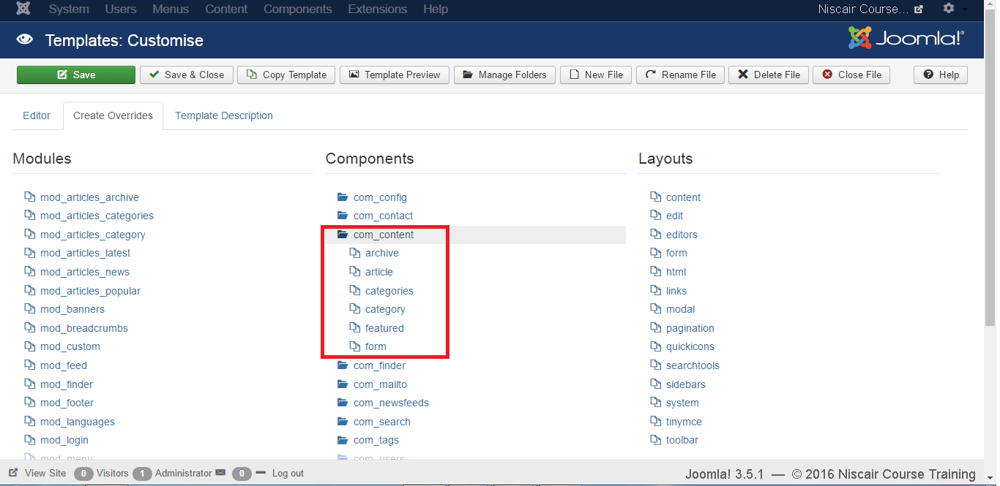 System Users Menus Content Components Extensions Help Niscair Course...
Templates: Customise Joomla!®
Save Save & Close Copy Template Template Preview Manage Folders New File Rename File Delete File Close File Help
Editor Create Overrides Template Description
Modules
mod_articles_archive
mod_articles_categories
mod_articles_category
mod_articles_latest
mod_articles_news
mod_articles_popular
mod_banners
mod_breadcrumbs
mod_custom
mod_feed
mod_finder
mod_footer
mod_languages
mod_login
mod_menu
Components
com_config
com_contact
com_content
archive
article
categories
category
featured
form
com_finder
com_mailto
com_newsfeeds
com_search
com_tags
com_users
Layouts
content
edit
editors
form
html
links
modal
pagination
quickicons
searchtools
sidebars
system
tinymce
toolbar
View Site 0 Visitors 1 Administrator 0 Log out Joomla! 3.5.1 — © 2016 Niscair Course Training